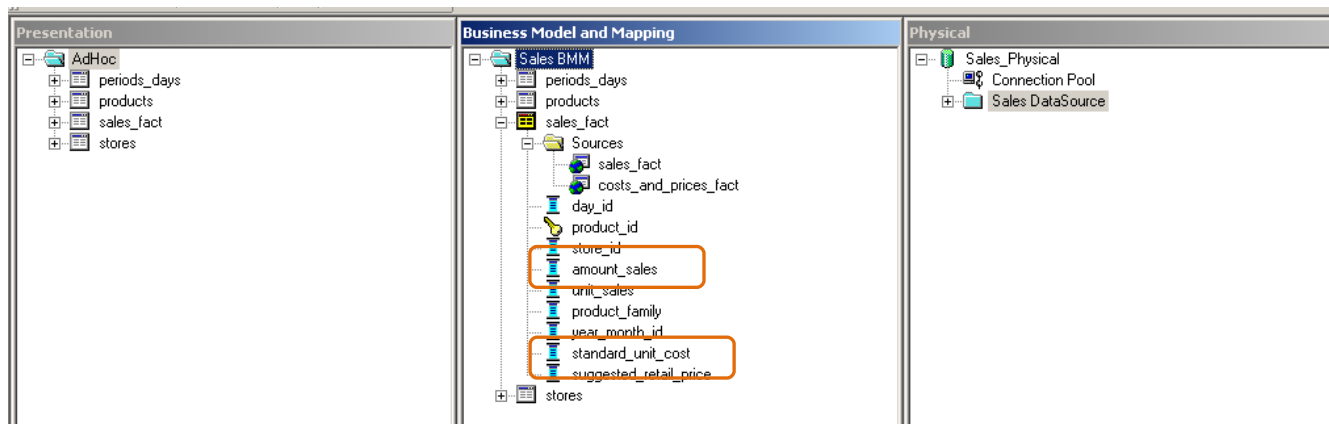 Presentation
AdHoc
periods_days
products
sales_fact
stores
Business Model and Mapping
Sales BMM
periods_days
products
sales_fact
Sources
sales_fact
costs_and_prices_fact
day_id
product_id
store_id
amount_sales
unit_sales
product_family
year_month_id
standard_unit_cost
suggested_retail_price
stores
Physical
Sales_Physical
Connection Pool
Sales DataSource